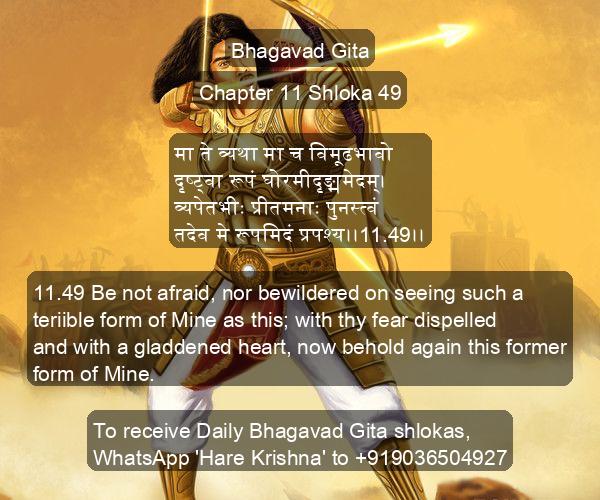 Bhagavad Gita
Chapter 11 Shloka 49
मा ते व्यथा मा च विमूढभावो
दृष्ट्वा रूपं घोरमीदृङ्ममेदम्।
व्यपेतभीः प्रीतमनाः पुनस्त्वं
तदेव मे रूपमिदं प्रपश्य।।11.49।।
11.49 Be not afraid, nor bewildered on seeing such a
teriible form of Mine as this; with thy fear dispelled
and with a gladdened heart, now behold again this former
form of Mine.
To receive Daily Bhagavad Gita shlokas,
WhatsApp 'Hare Krishna' to +919036504927